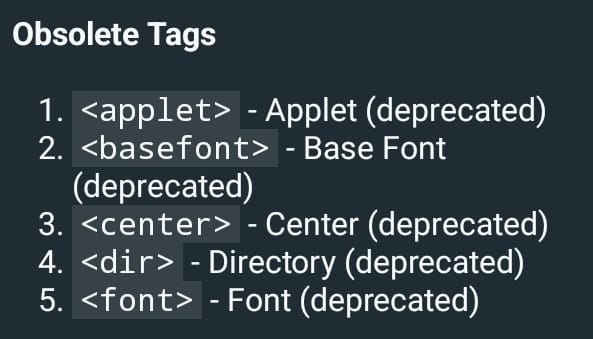 Obsolete Tags
1. <applet> - Applet (deprecated)
2. <basefont> - Base Font
(deprecated)
3. <center> - Center (deprecated)
4. <dir> - Directory (deprecated)
5. <font> - Font (deprecated)